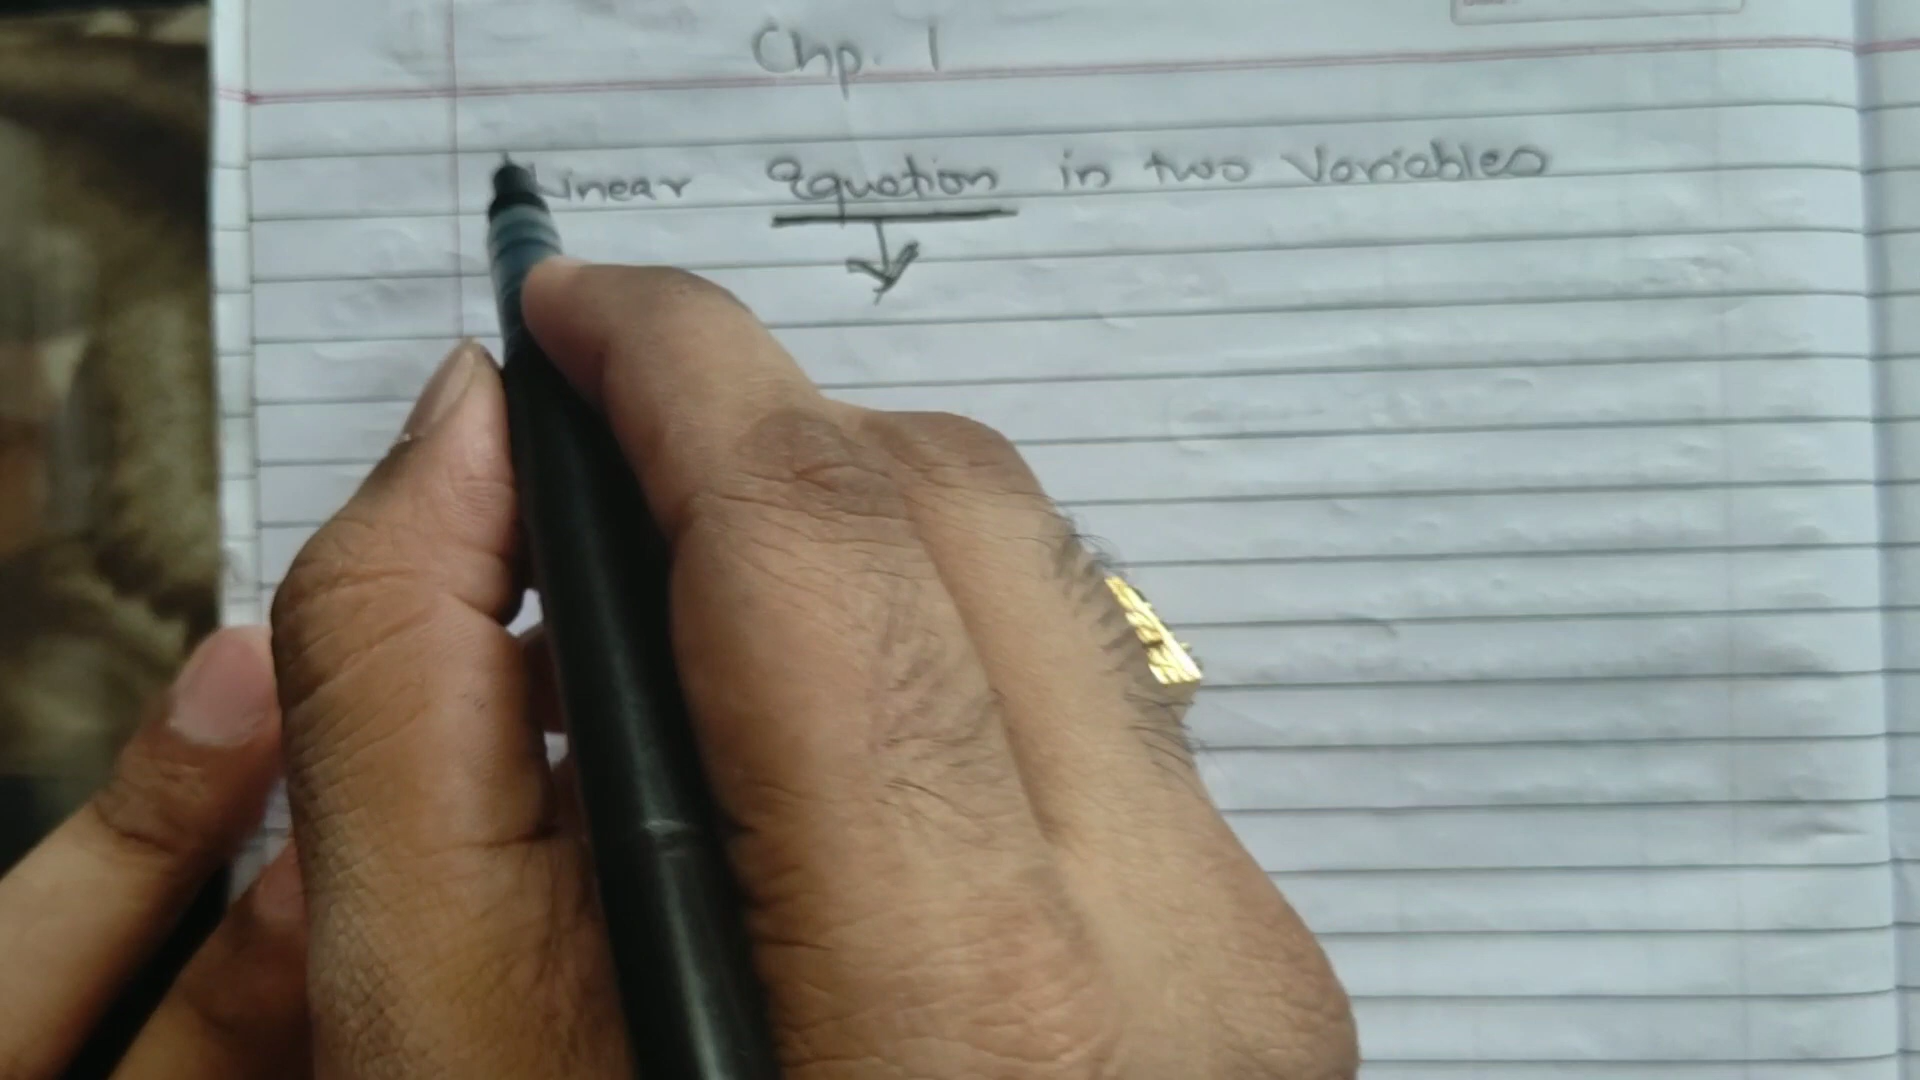 Chp. 1
Linear Equation in two Variables